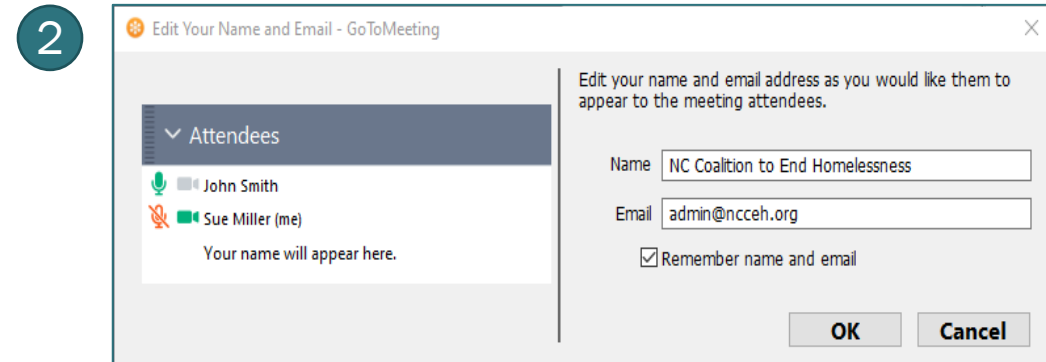 2
Edit Your Name and Email - GoToMeeting
Attendees
John Smith
Sue Miller (me)
Your name will appear here.
Edit your name and email address as you would like them to
appear to the meeting attendees.
Name NC Coalition to End Homelessness
Email admin@ncceh.org
Remember name and email
OK Cancel